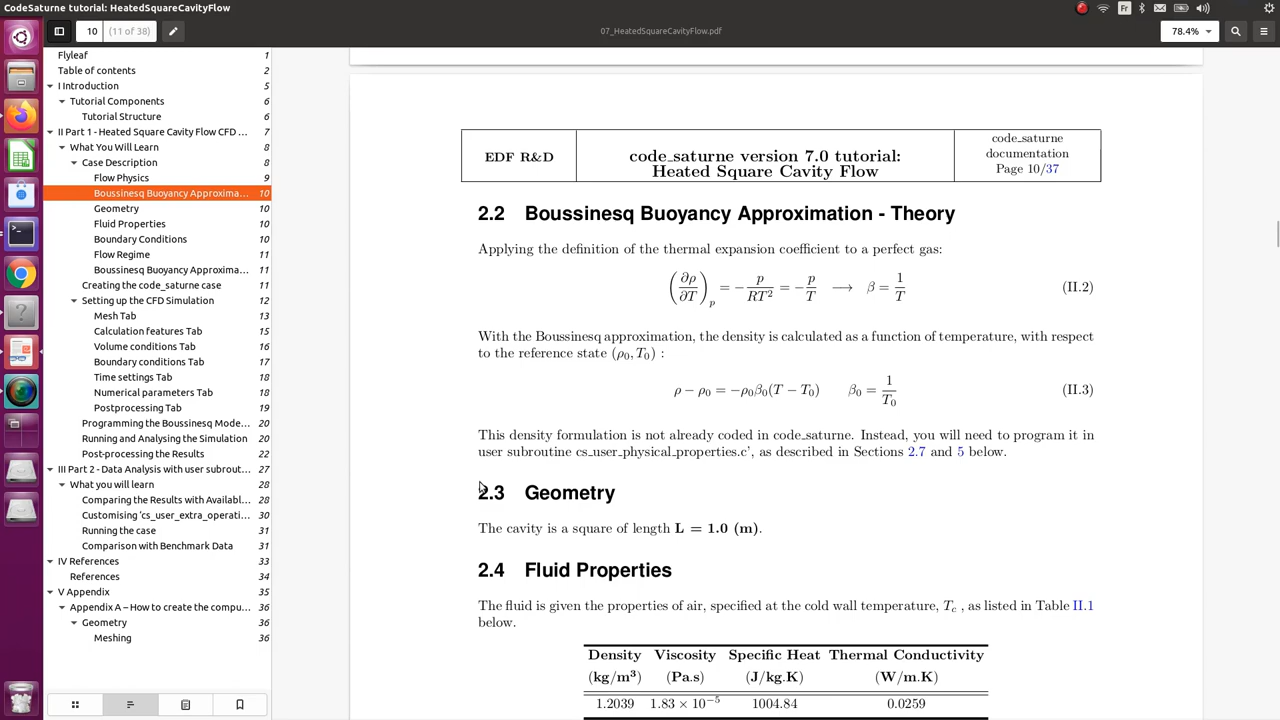 CodeSaturne tutorial: HeatedSquareCavityFlow
Fr
10 (11 of 38)
07_HeatedSquareCavityFlow.pdf
78.4%
Flyleaf 1
Table of contents 2
I Introduction 5
Tutorial Components 6
Tutorial Structure 6
II Part 1 - Heated Square Cavity Flow CFD ... 7
What You Will Learn 8
Case Description 8
Flow Physics 9
Boussinesq Buoyancy Approxima... 10
Geometry 10
Fluid Properties 10
Boundary Conditions 10
Flow Regime 11
Boussinesq Buoyancy Approxima... 11
Creating the code_saturne case 11
Setting up the CFD Simulation 12
Mesh Tab 13
Calculation features Tab 15
Volume conditions Tab 16
Boundary conditions Tab 17
Time settings Tab 18
Numerical parameters Tab 18
Postprocessing Tab 19
Programming the Boussinesq Mode... 20
Running and Analysing the Simulation 20
Post-processing the Results 22
III Part 2 - Data Analysis with user subrout... 27
What you will learn 28
Comparing the Results with Availabl... 28
Customising ‘cs_user_extra_operati... 30
Running the case 31
Comparison with Benchmark Data 31
IV References 33
References 34
V Appendix 35
Appendix A – How to create the compu... 36
Geometry 36
Meshing 36
EDF R&D
code_saturne version 7.0 tutorial:
Heated Square Cavity Flow
code_saturne
documentation
Page 10/37
2.2 Boussinesq Buoyancy Approximation - Theory
Applying the definition of the thermal expansion coefficient to a perfect gas:
(∂ρ/∂T)p = −p/RT² = −p/T ⟶ β = 1/T (II.2)
With the Boussinesq approximation, the density is calculated as a function of temperature, with respect
to the reference state (ρ₀, T₀) :
ρ − ρ₀ = −ρ₀β₀(T − T₀) β₀ = 1/T₀ (II.3)
This density formulation is not already coded in code_saturne. Instead, you will need to program it in
user subroutine cs_user_physical_properties.c’, as described in Sections 2.7 and 5 below.
2.3 Geometry
The cavity is a square of length L = 1.0 (m).
2.4 Fluid Properties
The fluid is given the properties of air, specified at the cold wall temperature, Tc , as listed in Table II.1
below.
Density Viscosity Specific Heat Thermal Conductivity
(kg/m³) (Pa.s) (J/kg.K) (W/m.K)
1.2039 1.83 × 10⁻⁵ 1004.84 0.0259